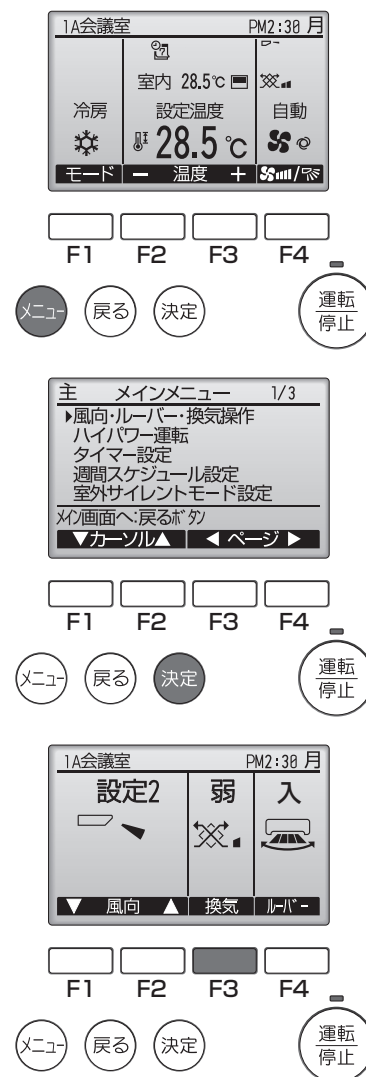 1A会議室 PM2:30 月
室内 28.5℃
冷房 設定温度 自動
28.5℃
モード － 温度 ＋ /
F1 F2 F3 F4
メニュー 戻る 決定 運転
停止
主 メインメニュー 1/3
▶風向・ルーバー・換気操作
ハイパワー運転
タイマー設定
週間スケジュール設定
室外サイレントモード設定
メイン画面へ:戻るボタン
▼カーソル▲ ◀ ページ ▶
F1 F2 F3 F4
メニュー 戻る 決定 運転
停止
1A会議室 PM2:30 月
設定2 弱 入
▼ 風向 ▲ 換気 ルーバー
F1 F2 F3 F4
メニュー 戻る 決定 運転
停止